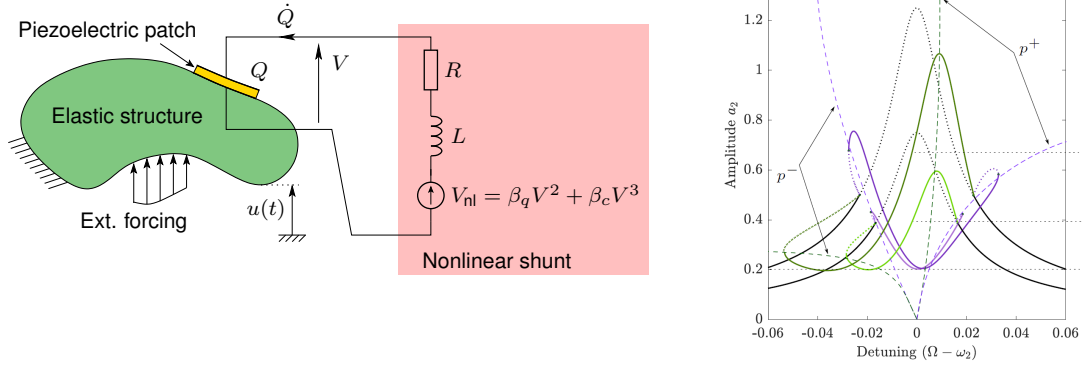 Piezoelectric patch
Q
Q̇
V
R
L
Elastic structure
V_nl = β_q V² + β_c V³
u(t)
Ext. forcing
Nonlinear shunt
p⁺
p⁻
Amplitude a₂
1.2
1
0.8
0.6
0.4
0.2
0
-0.06 -0.04 -0.02 0 0.02 0.04 0.06
Detuning (Ω − ω₂)